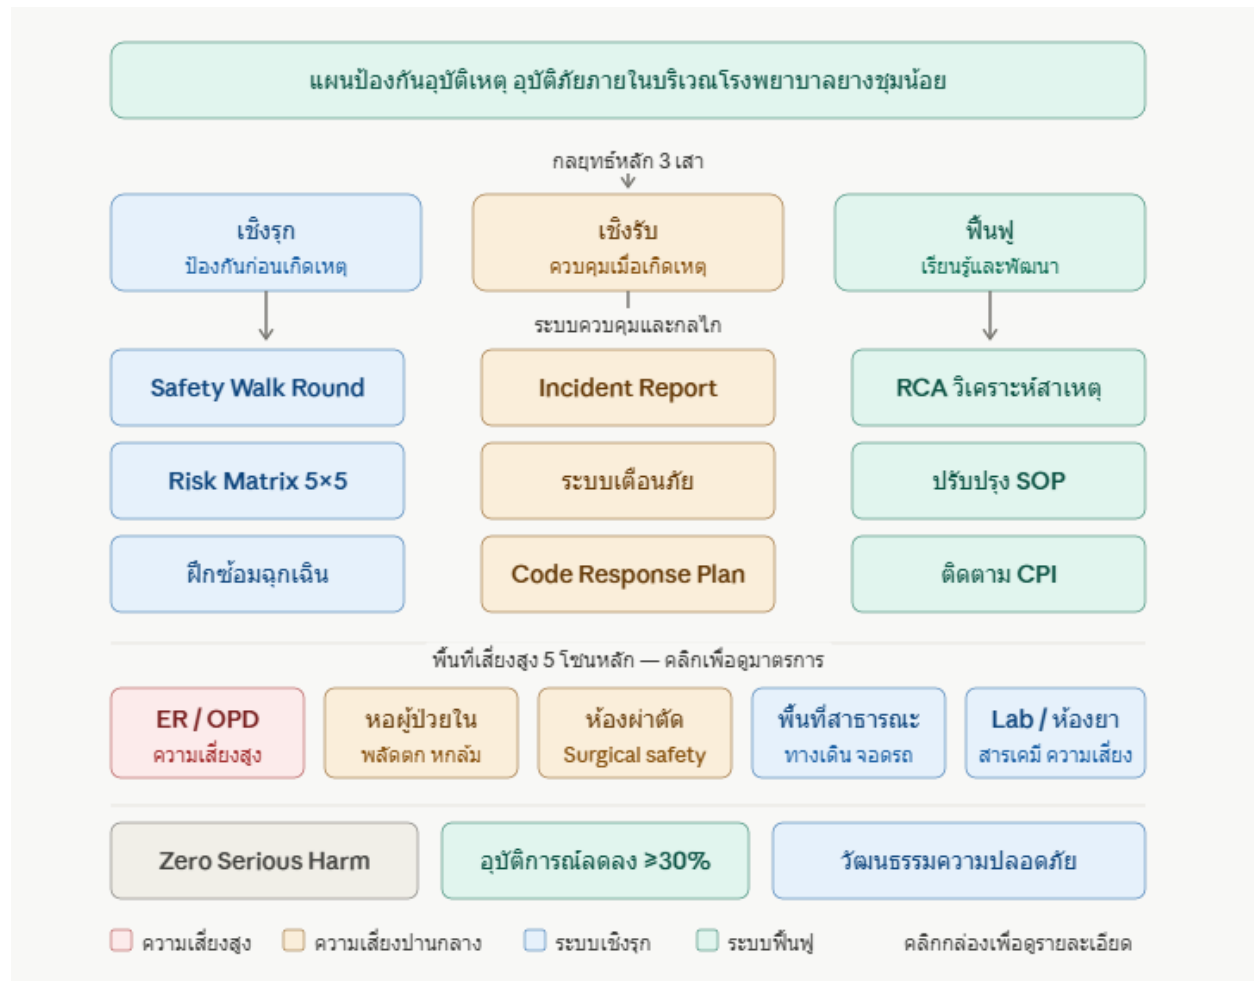 แผนป้องกันอุบัติเหตุ อุบัติภัยภายในบริเวณโรงพยาบาลยางชุมน้อย
กลยุทธ์หลัก 3 เสา
เชิงรุก
ป้องกันก่อนเกิดเหตุ
เชิงรับ
ควบคุมเมื่อเกิดเหตุ
ฟื้นฟู
เรียนรู้และพัฒนา
ระบบควบคุมและกลไก
Safety Walk Round
Incident Report
RCA วิเคราะห์สาเหตุ
Risk Matrix 5×5
ระบบเตือนภัย
ปรับปรุง SOP
ฝึกซ้อมฉุกเฉิน
Code Response Plan
ติดตาม CPI
พื้นที่เสี่ยงสูง 5 โซนหลัก — คลิกเพื่อดูมาตรการ
ER / OPD
ความเสี่ยงสูง
หอผู้ป่วยใน
พลัดตก หกล้ม
ห้องผ่าตัด
Surgical safety
พื้นที่สาธารณะ
ทางเดิน จอดรถ
Lab / ห้องยา
สารเคมี ความเสี่ยง
Zero Serious Harm
อุบัติการณ์ลดลง ≥30%
วัฒนธรรมความปลอดภัย
ความเสี่ยงสูง
ความเสี่ยงปานกลาง
ระบบเชิงรุก
ระบบฟื้นฟู
คลิกกล่องเพื่อดูรายละเอียด